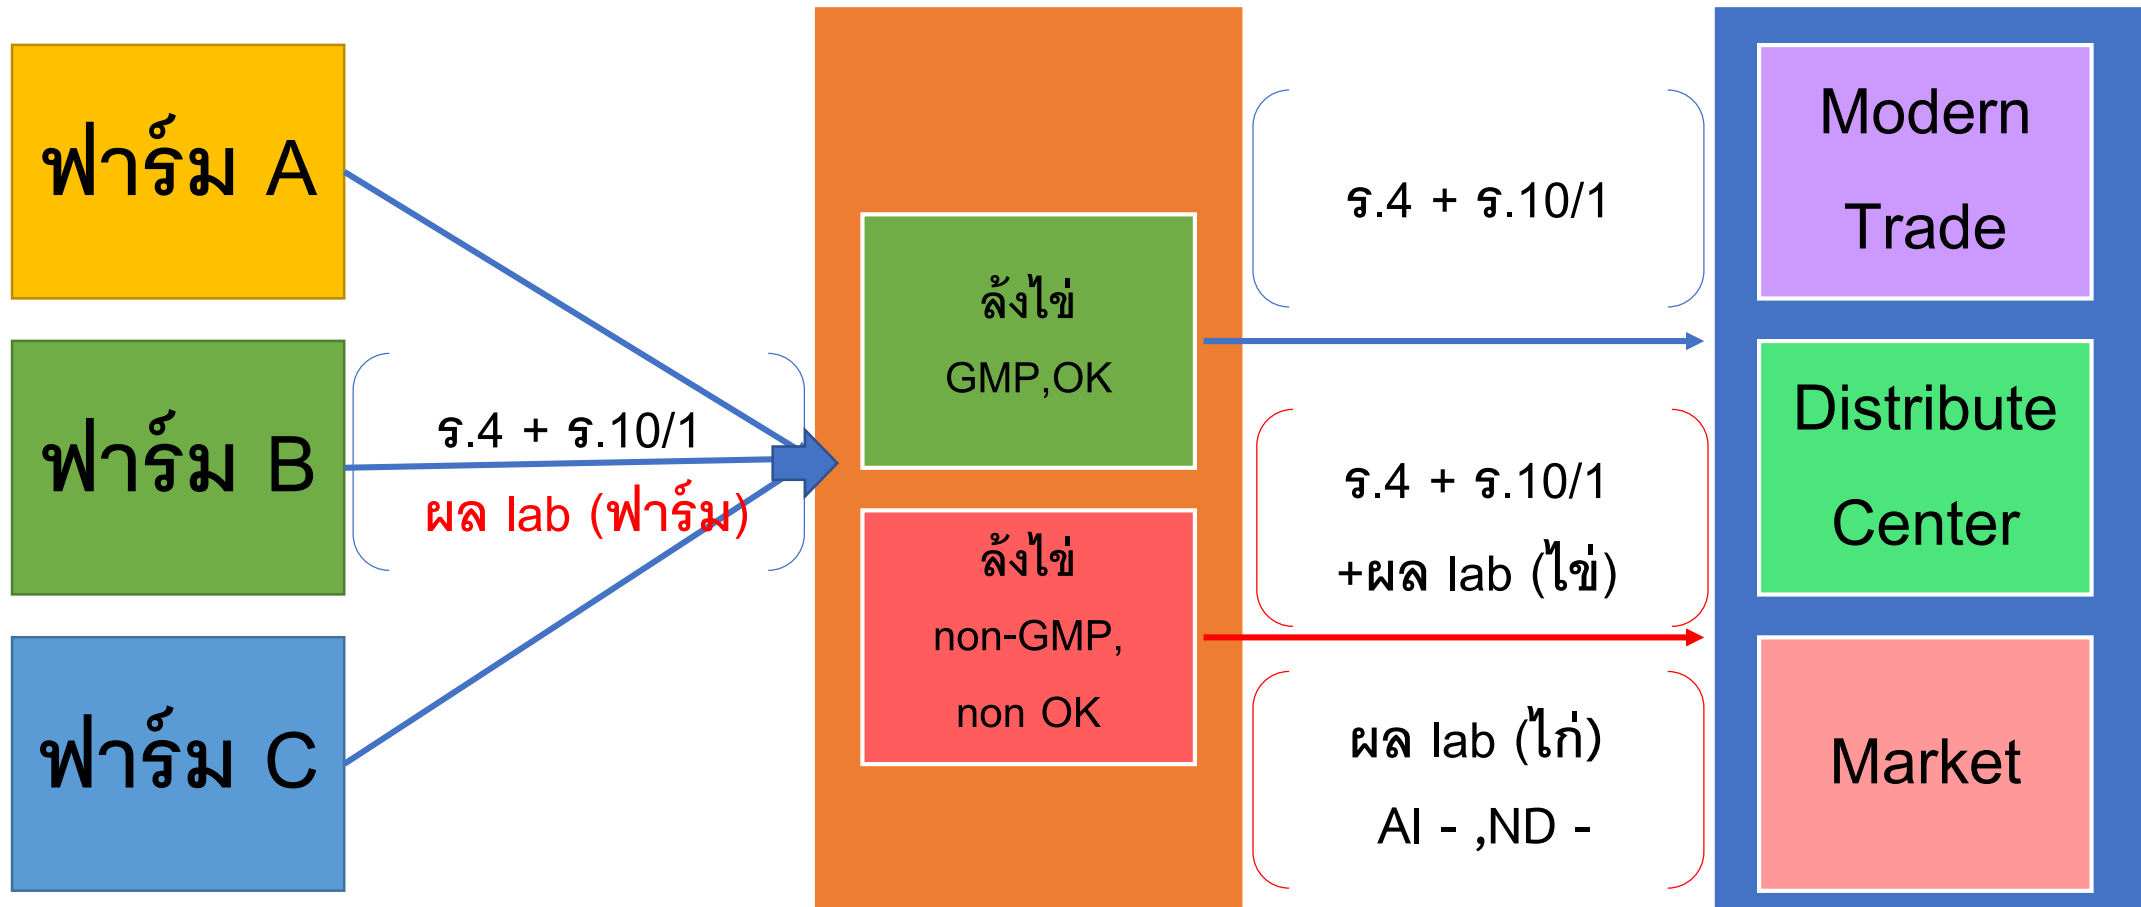 ฟาร์ม A
ฟาร์ม B
ฟาร์ม C
ร.4 + ร.10/1
ผล lab (ฟาร์ม)
ล้งไข่
GMP,OK
ล้งไข่
non-GMP,
non OK
ร.4 + ร.10/1
ร.4 + ร.10/1
+ผล lab (ไข่)
ผล lab (ไก่)
AI - ,ND -
Modern
Trade
Distribute
Center
Market